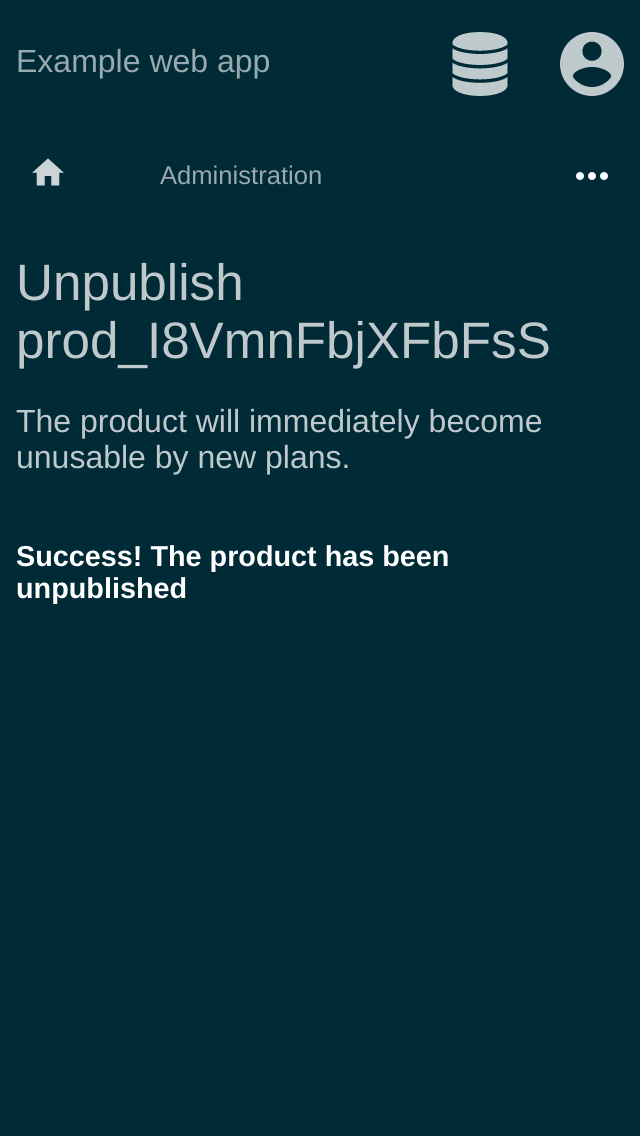 Example web app
Administration
Unpublish
prod_I8VmnFbjXFbFsS
The product will immediately become
unusable by new plans.
Success! The product has been
unpublished